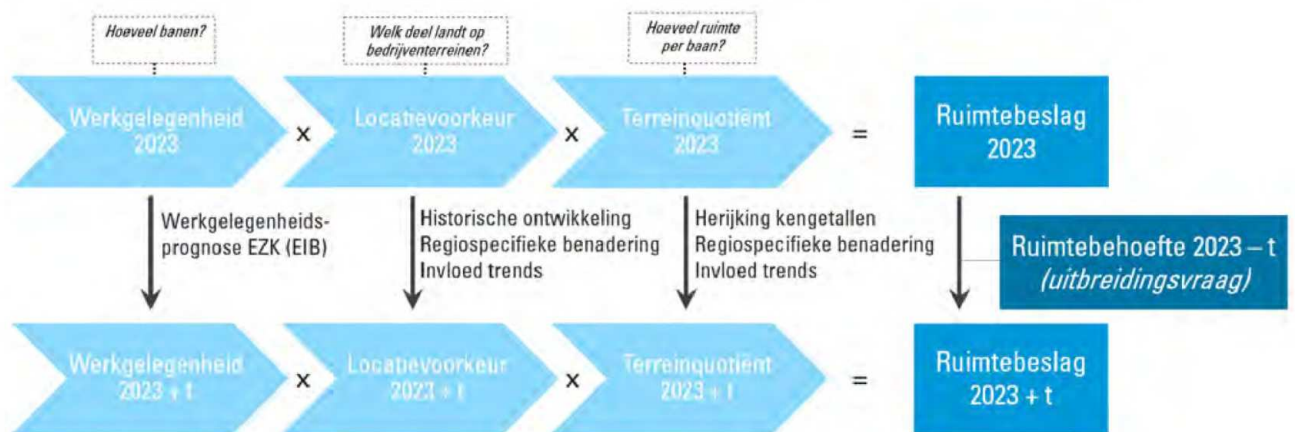 Hoeveel banen?
Welk deel landt op
bedrijventerreinen?
Hoeveel ruimte
per baan?
Werkgelegenheid
2023
x
Locatievoorkeur
2023
x
Terreinquotiënt
2023
=
Ruimtebeslag
2023
Werkgelegenheids-
prognose EZK (EIB)
Historische ontwikkeling
Regiospecifieke benadering
Invloed trends
Herijking kengetallen
Regiospecifieke benadering
Invloed trends
Ruimtebehoefte 2023 – t
(uitbreidingsvraag)
Werkgelegenheid
2023 + t
x
Locatievoorkeur
2023 + t
x
Terreinquotiënt
2023 + t
=
Ruimtebeslag
2023 + t